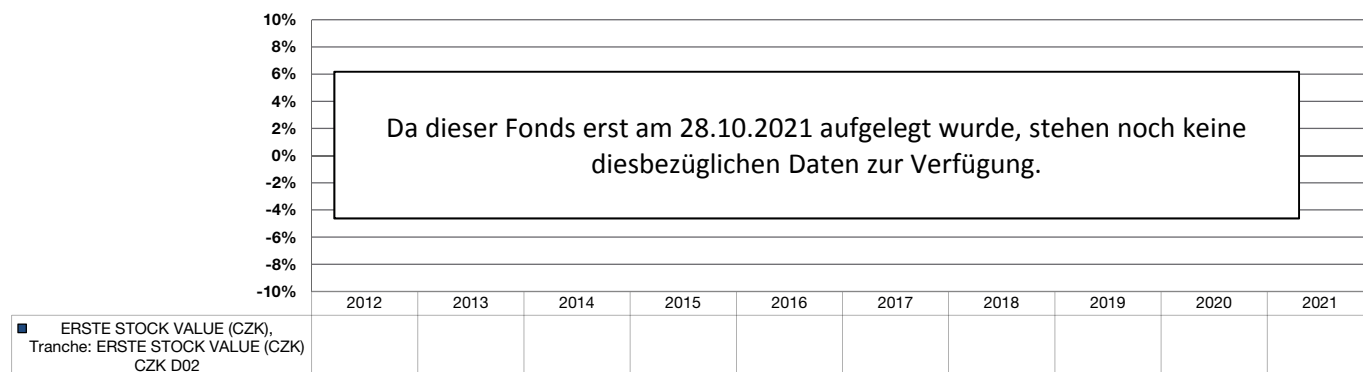 10%
8%
6%
4%
2%
0%
-2%
-4%
-6%
-8%
-10%
Da dieser Fonds erst am 28.10.2021 aufgelegt wurde, stehen noch keine
diesbezüglichen Daten zur Verfügung.
2012 2013 2014 2015 2016 2017 2018 2019 2020 2021
ERSTE STOCK VALUE (CZK),
Tranche: ERSTE STOCK VALUE (CZK)
CZK D02